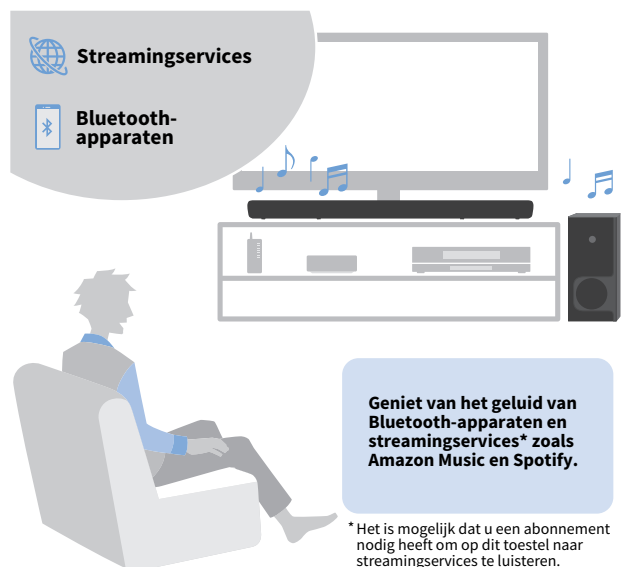 Streamingservices
Bluetooth-
apparaten
Geniet van het geluid van
Bluetooth-apparaten en
streamingservices* zoals
Amazon Music en Spotify.
* Het is mogelijk dat u een abonnement
nodig heeft om op dit toestel naar
streamingservices te luisteren.